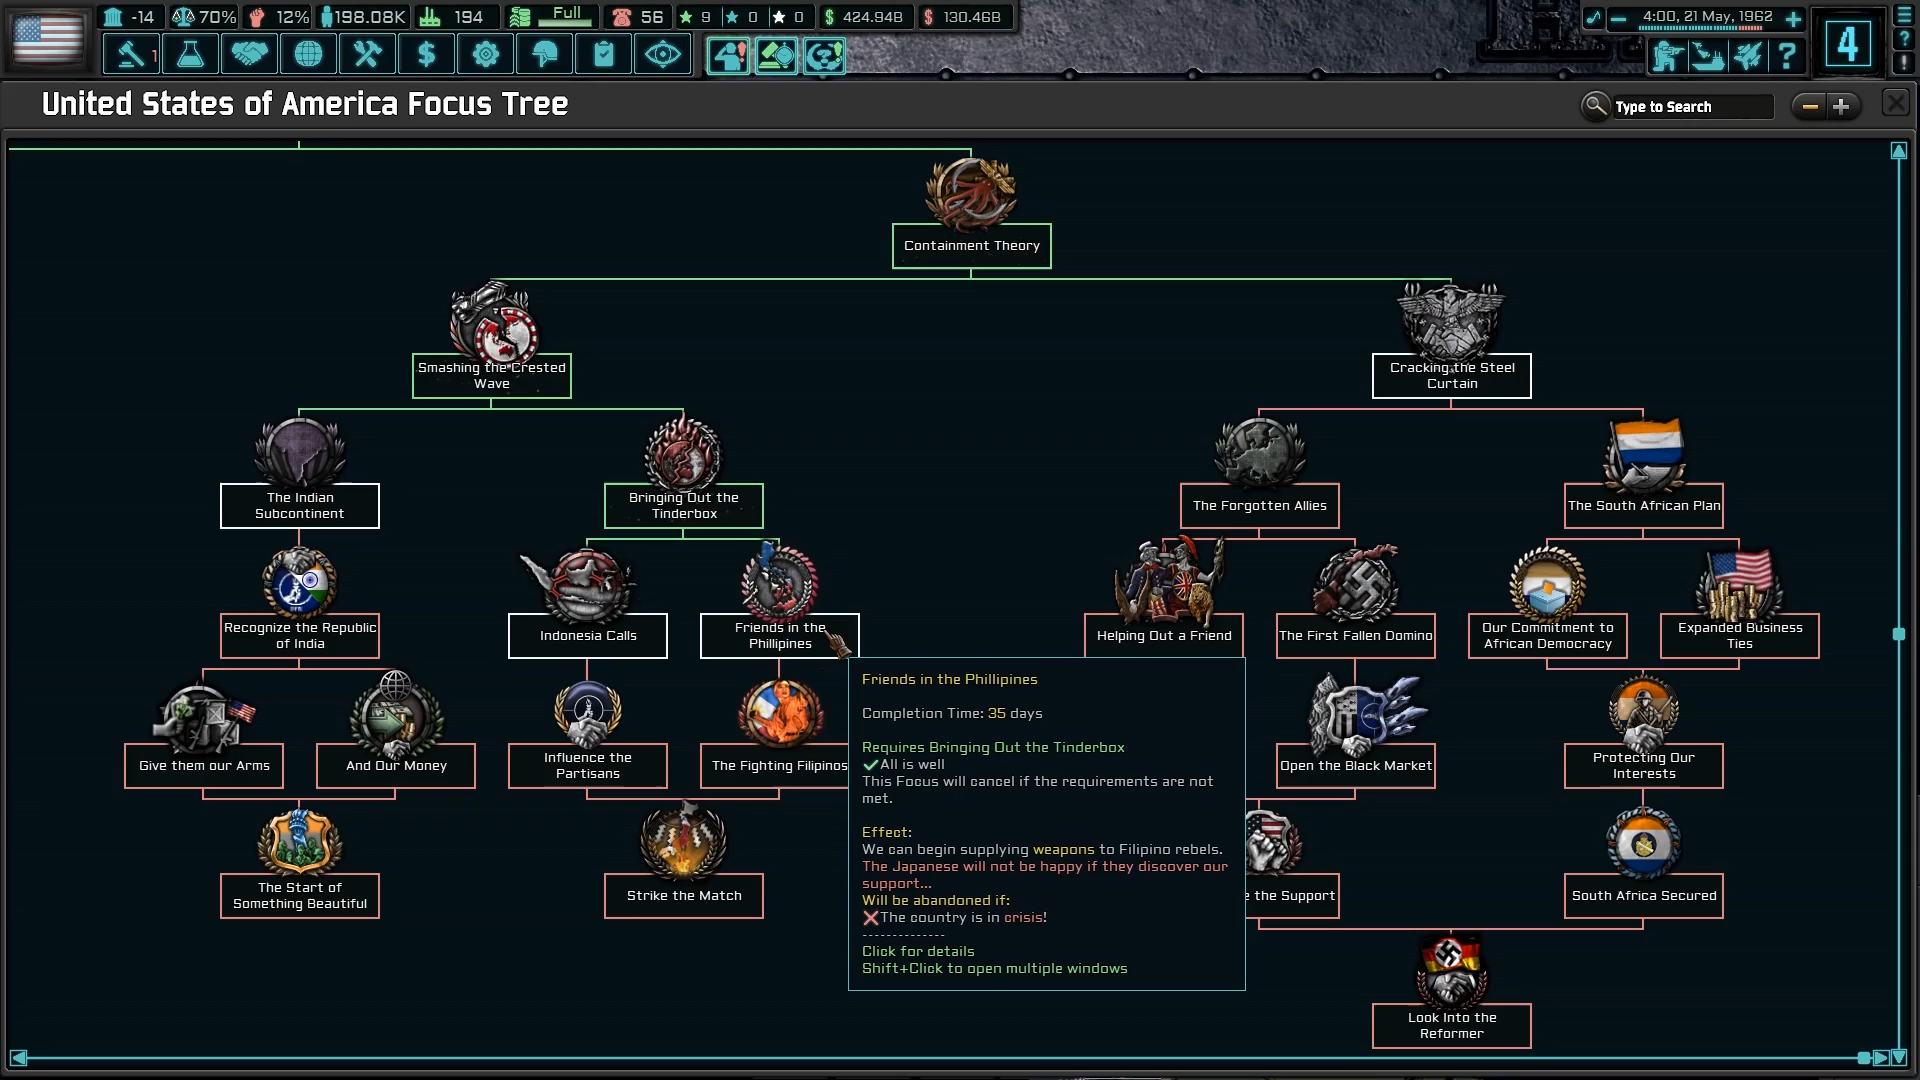 -14 70% 12% 198.08K 194 Full 56 9 0 0 424.94B 130.46B 4:00, 21 May, 1962
1 $ ? 4 ? !
United States of America Focus Tree
Type to Search
Containment Theory
Smashing the Crested
Wave
Cracking the Steel
Curtain
The Indian
Subcontinent
Bringing Out the
Tinderbox
The Forgotten Allies
The South African Plan
Recognize the Republic
of India
Indonesia Calls
Friends in the
Phillipines
Helping Out a Friend
The First Fallen Domino
Our Commitment to
African Democracy
Expanded Business
Ties
Friends in the Phillipines
Completion Time: 35 days
Requires Bringing Out the Tinderbox
All is well
This Focus will cancel if the requirements are not
met.
Effect:
We can begin supplying weapons to Filipino rebels.
The Japanese will not be happy if they discover our
support...
Will be abandoned if:
The country is in crisis!
--------------
Click for details
Shift+Click to open multiple windows
Give them our Arms
And Our Money
Influence the
Partisans
The Fighting Filipinos
Open the Black Market
Protecting Our
Interests
The Start of
Something Beautiful
Strike the Match
e the Support
South Africa Secured
Look Into the
Reformer